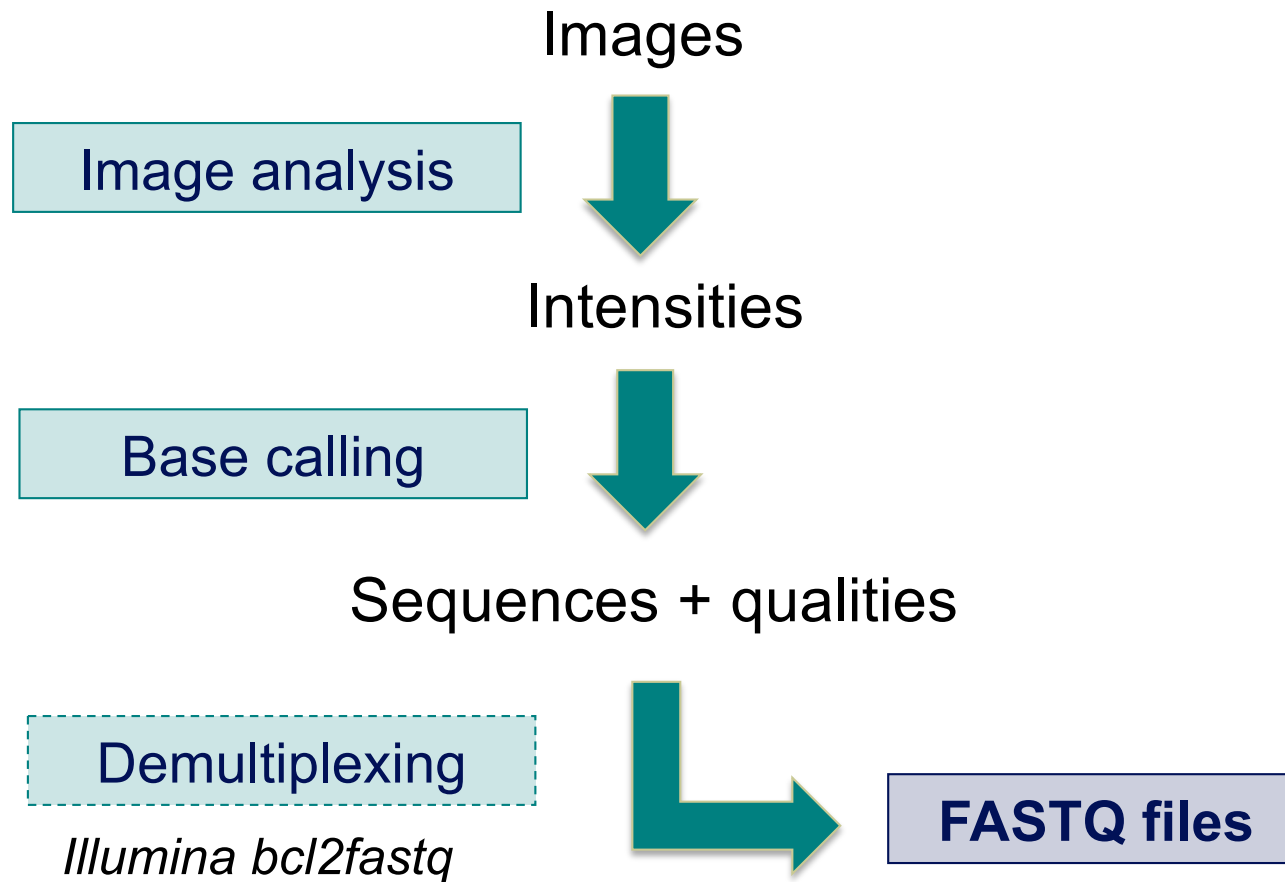 Images
Image analysis
Intensities
Base calling
Sequences + qualities
Demultiplexing
FASTQ files
Illumina bcl2fastq